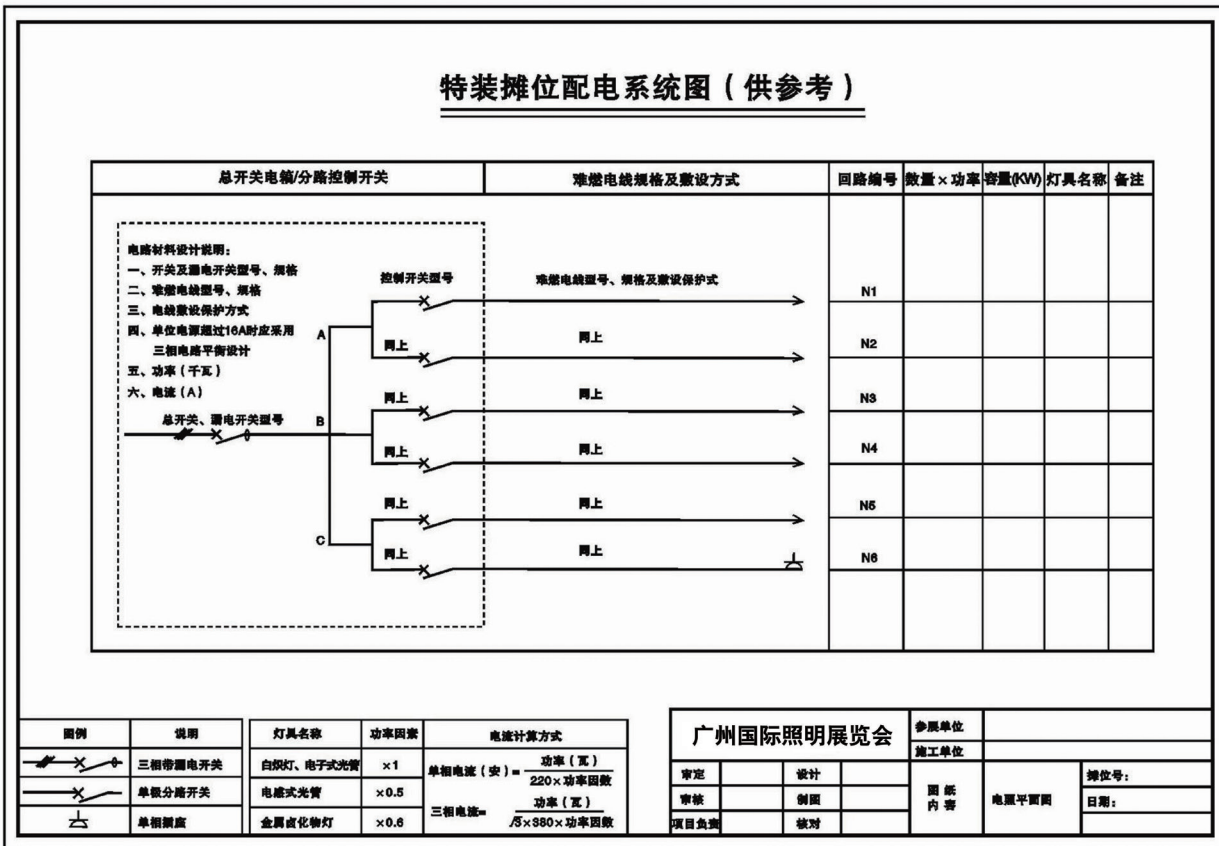 特装摊位配电系统图（供参考）
总开关电箱/分路控制开关 难燃电线规格及敷设方式 回路编号 数量×功率 容量(KW) 灯具名称 备注
电路材料设计说明：
一、开关及漏电开关型号、规格
二、难燃电线型号、规格
三、电线敷设保护方式
四、单位电源超过16A时应采用
三相电路平衡设计
五、功率（千瓦）
六、电流（A）
总开关、漏电开关型号
A
B
C
控制开关型号 难燃电线型号、规格及敷设保护式 N1
同上 同上 N2
同上 同上 N3
同上 同上 N4
同上 同上 N5
同上 同上 N6
图例 说明
三相带漏电开关
单极分路开关
单相插座
灯具名称 功率因素 电流计算方式
白炽灯、电子式光管 ×1
电感式光管 ×0.5
金属卤化物灯 ×0.6
单相电流（安）= 功率（瓦）
220×功率因数
三相电流= 功率（瓦）
√3×380×功率因数
广州国际照明展览会
参展单位
施工单位
审定 设计
审核 制图
项目负责 核对
图纸
内容
电照平面图
摊位号：
日期：